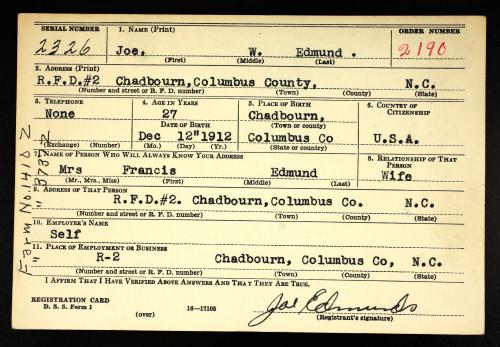 SERIAL NUMBER 1. NAME (Print) ORDER NUMBER
2326 Joe, W. Edmund . 2190
(First) (Middle) (Last)
2. ADDRESS (Print)
R.F.D.#2 Chadbourn,Columbus County, N.C.
(Number and street or R. F. D. number) (Town) (County) (State)
3. TELEPHONE 4. AGE IN YEARS 5. PLACE OF BIRTH 6. COUNTRY OF CITIZENSHIP
None 27 Chadbourn,
DATE OF BIRTH (Town or county)
Dec 12"1912 Columbus Co U.S.A.
(Exchange) (Number) (Mo.) (Day) (Yr.) (State or country)
7. NAME OF PERSON WHO WILL ALWAYS KNOW YOUR ADDRESS 8. RELATIONSHIP OF THAT PERSON
Mrs Francis Edmund Wife
(Mr., Mrs., Miss) (First) (Middle) (Last)
9. ADDRESS OF THAT PERSON
R.F.D.#2. Chadbourn,Columbus Co. N.C.
(Number and street or R. F. D. number) (Town) (County) (State)
10. EMPLOYER'S NAME
Self
11. PLACE OF EMPLOYMENT OR BUSINESS
R-2 Chadbourn, Columbus Co, N.C.
(Number and street or R. F. D. number) (Town) (County) (State)
I AFFIRM THAT I HAVE VERIFIED ABOVE ANSWERS AND THAT THEY ARE TRUE.
REGISTRATION CARD
D. S. S. Form 1 (over) 16—17105 Joe Edmunds
(Registrant's signature)
Farm No.